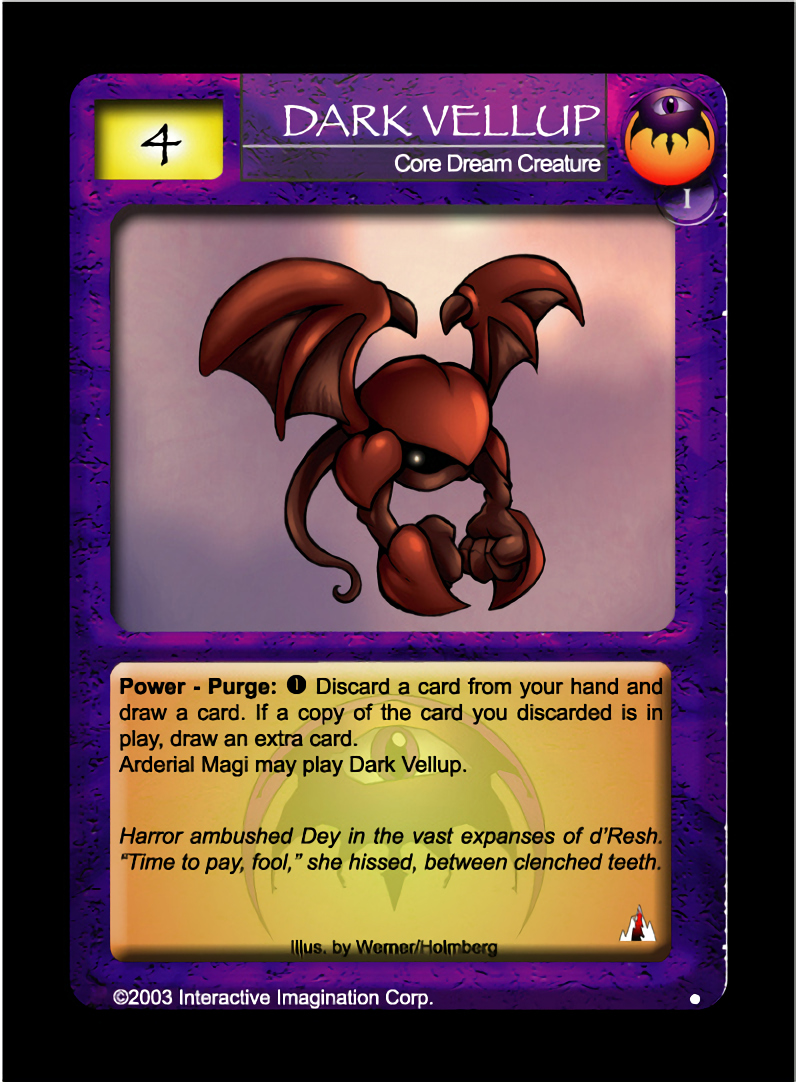 4
DARK VELLUP
Core Dream Creature
I
Power - Purge: ❶ Discard a card from your hand and
draw a card. If a copy of the card you discarded is in
play, draw an extra card.
Arderial Magi may play Dark Vellup.
Harror ambushed Dey in the vast expanses of d'Resh.
“Time to pay, fool,” she hissed, between clenched teeth.
Illus. by Werner/Holmberg
©2003 Interactive Imagination Corp.